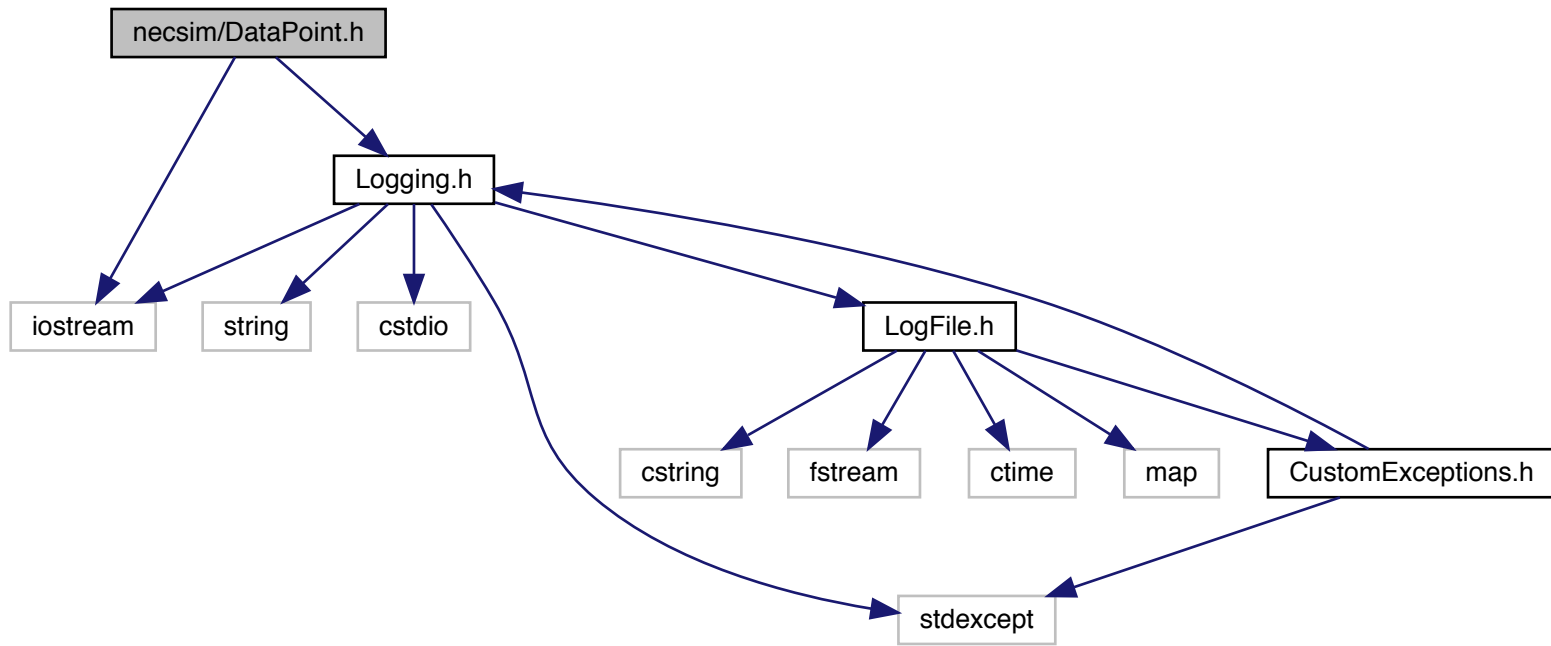 necsim/DataPoint.h
Logging.h
iostream
string
cstdio
LogFile.h
cstring
fstream
ctime
map
CustomExceptions.h
stdexcept